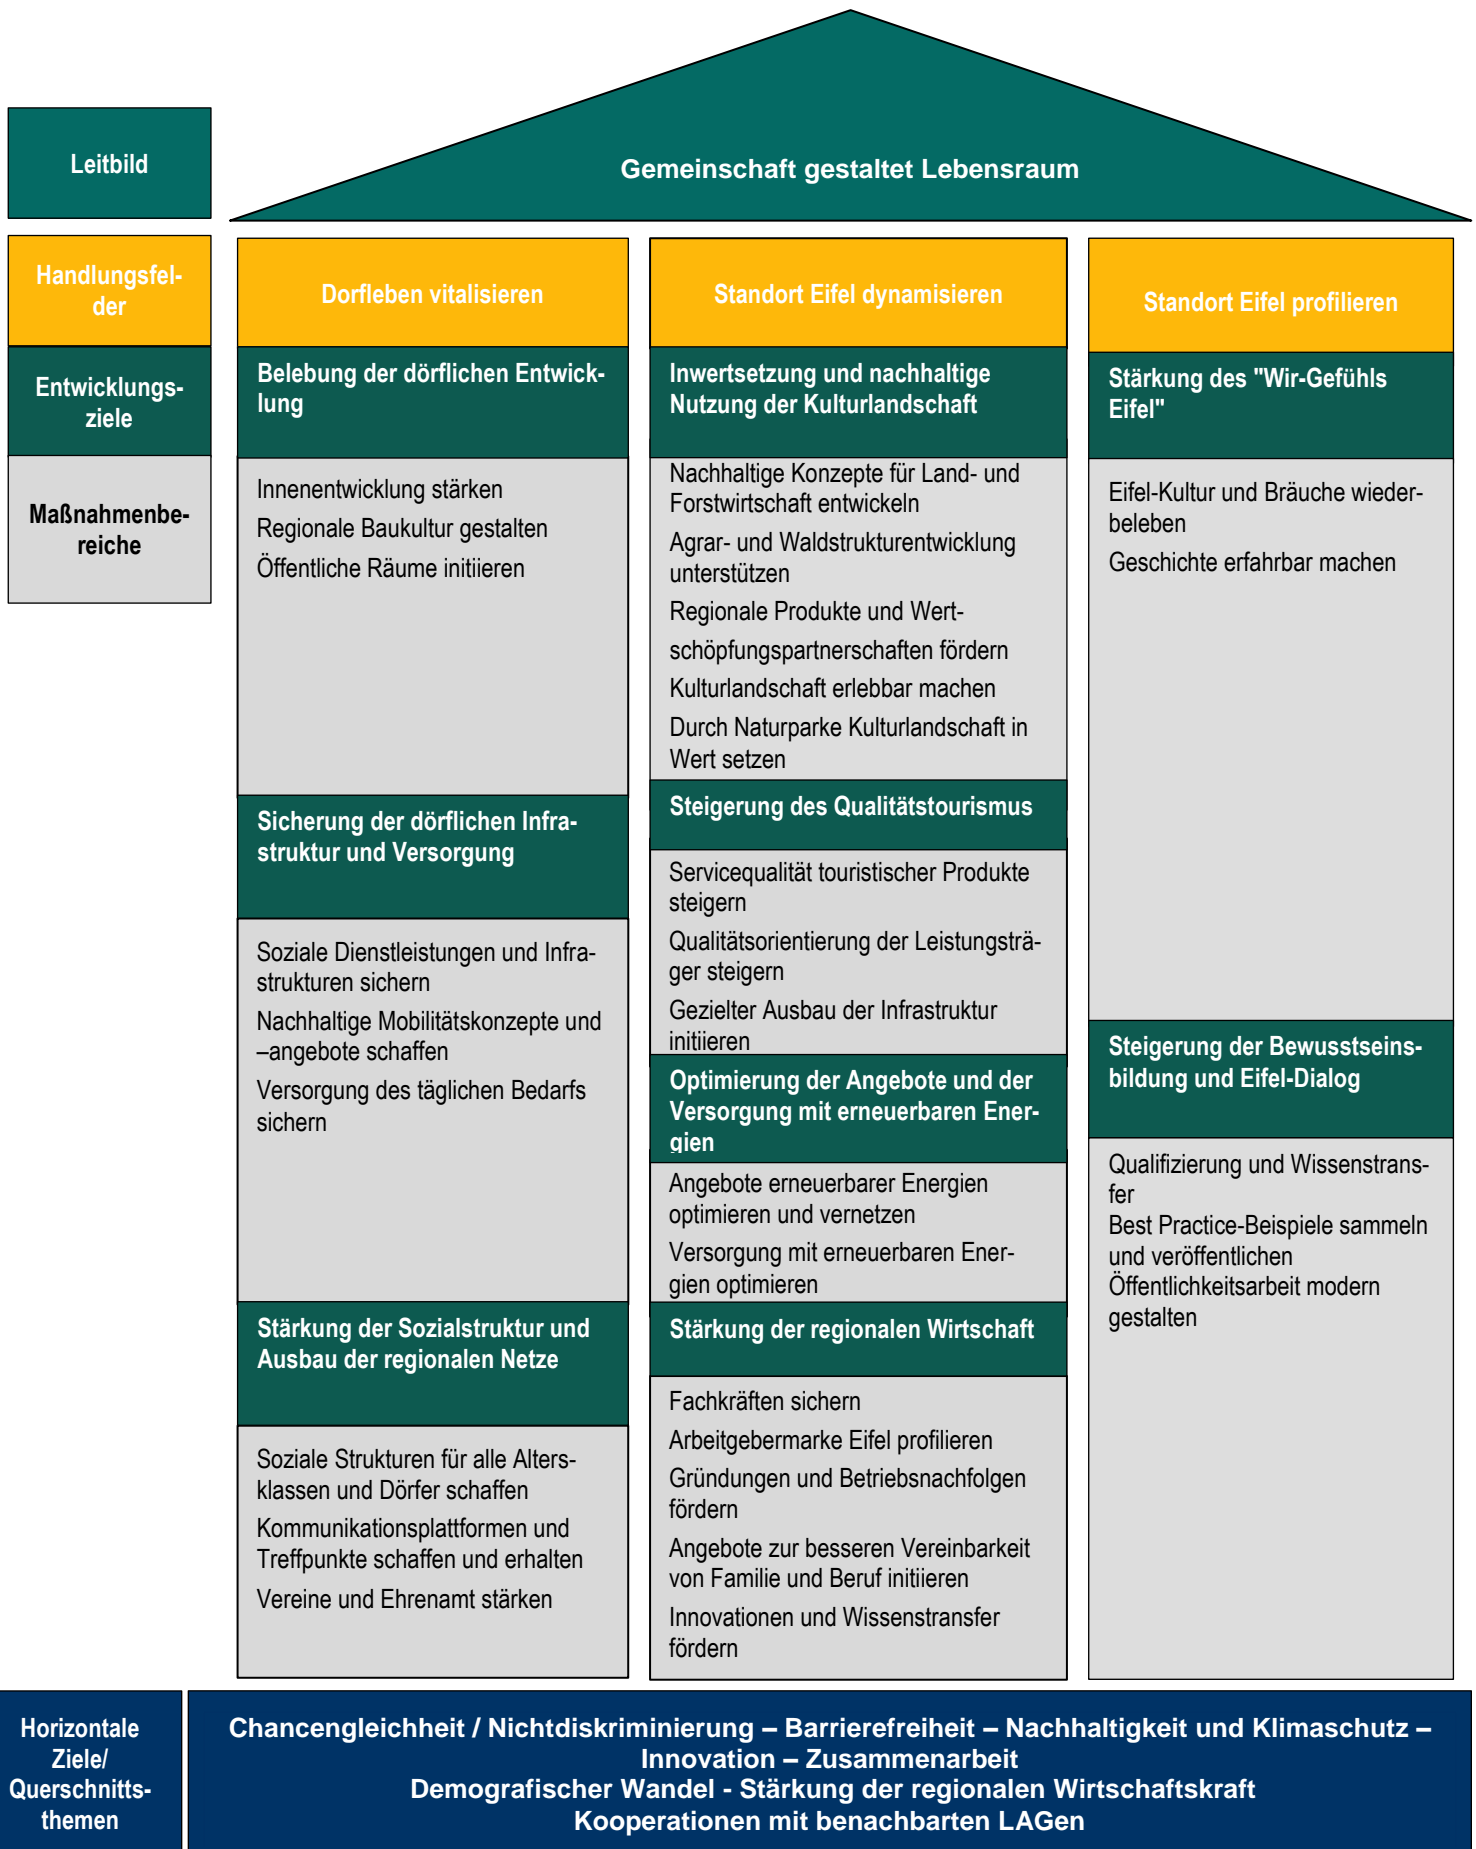 Leitbild
Gemeinschaft gestaltet Lebensraum
Handlungsfel-
der
Dorfleben vitalisieren
Standort Eifel dynamisieren
Standort Eifel profilieren
Entwicklungs-
ziele
Maßnahmenbe-
reiche
Belebung der dörflichen Entwick-
lung
Innenentwicklung stärken
Regionale Baukultur gestalten
Öffentliche Räume initiieren
Sicherung der dörflichen Infra-
struktur und Versorgung
Soziale Dienstleistungen und Infra-
strukturen sichern
Nachhaltige Mobilitätskonzepte und
–angebote schaffen
Versorgung des täglichen Bedarfs
sichern
Stärkung der Sozialstruktur und
Ausbau der regionalen Netze
Soziale Strukturen für alle Alters-
klassen und Dörfer schaffen
Kommunikationsplattformen und
Treffpunkte schaffen und erhalten
Vereine und Ehrenamt stärken
Inwertsetzung und nachhaltige
Nutzung der Kulturlandschaft
Nachhaltige Konzepte für Land- und
Forstwirtschaft entwickeln
Agrar- und Waldstrukturentwicklung
unterstützen
Regionale Produkte und Wert-
schöpfungspartnerschaften fördern
Kulturlandschaft erlebbar machen
Durch Naturparke Kulturlandschaft in
Wert setzen
Steigerung des Qualitätstourismus
Servicequalität touristischer Produkte
steigern
Qualitätsorientierung der Leistungsträ-
ger steigern
Gezielter Ausbau der Infrastruktur
initiieren
Optimierung der Angebote und der
Versorgung mit erneuerbaren Ener-
gien
Angebote erneuerbarer Energien
optimieren und vernetzen
Versorgung mit erneuerbaren Ener-
gien optimieren
Stärkung der regionalen Wirtschaft
Fachkräften sichern
Arbeitgebermarke Eifel profilieren
Gründungen und Betriebsnachfolgen
fördern
Angebote zur besseren Vereinbarkeit
von Familie und Beruf initiieren
Innovationen und Wissenstransfer
fördern
Stärkung des "Wir-Gefühls
Eifel"
Eifel-Kultur und Bräuche wieder-
beleben
Geschichte erfahrbar machen
Steigerung der Bewusstseins-
bildung und Eifel-Dialog
Qualifizierung und Wissenstrans-
fer
Best Practice-Beispiele sammeln
und veröffentlichen
Öffentlichkeitsarbeit modern
gestalten
Horizontale
Ziele/
Querschnitts-
themen
Chancengleichheit / Nichtdiskriminierung – Barrierefreiheit – Nachhaltigkeit und Klimaschutz –
Innovation – Zusammenarbeit
Demografischer Wandel - Stärkung der regionalen Wirtschaftskraft
Kooperationen mit benachbarten LAGen